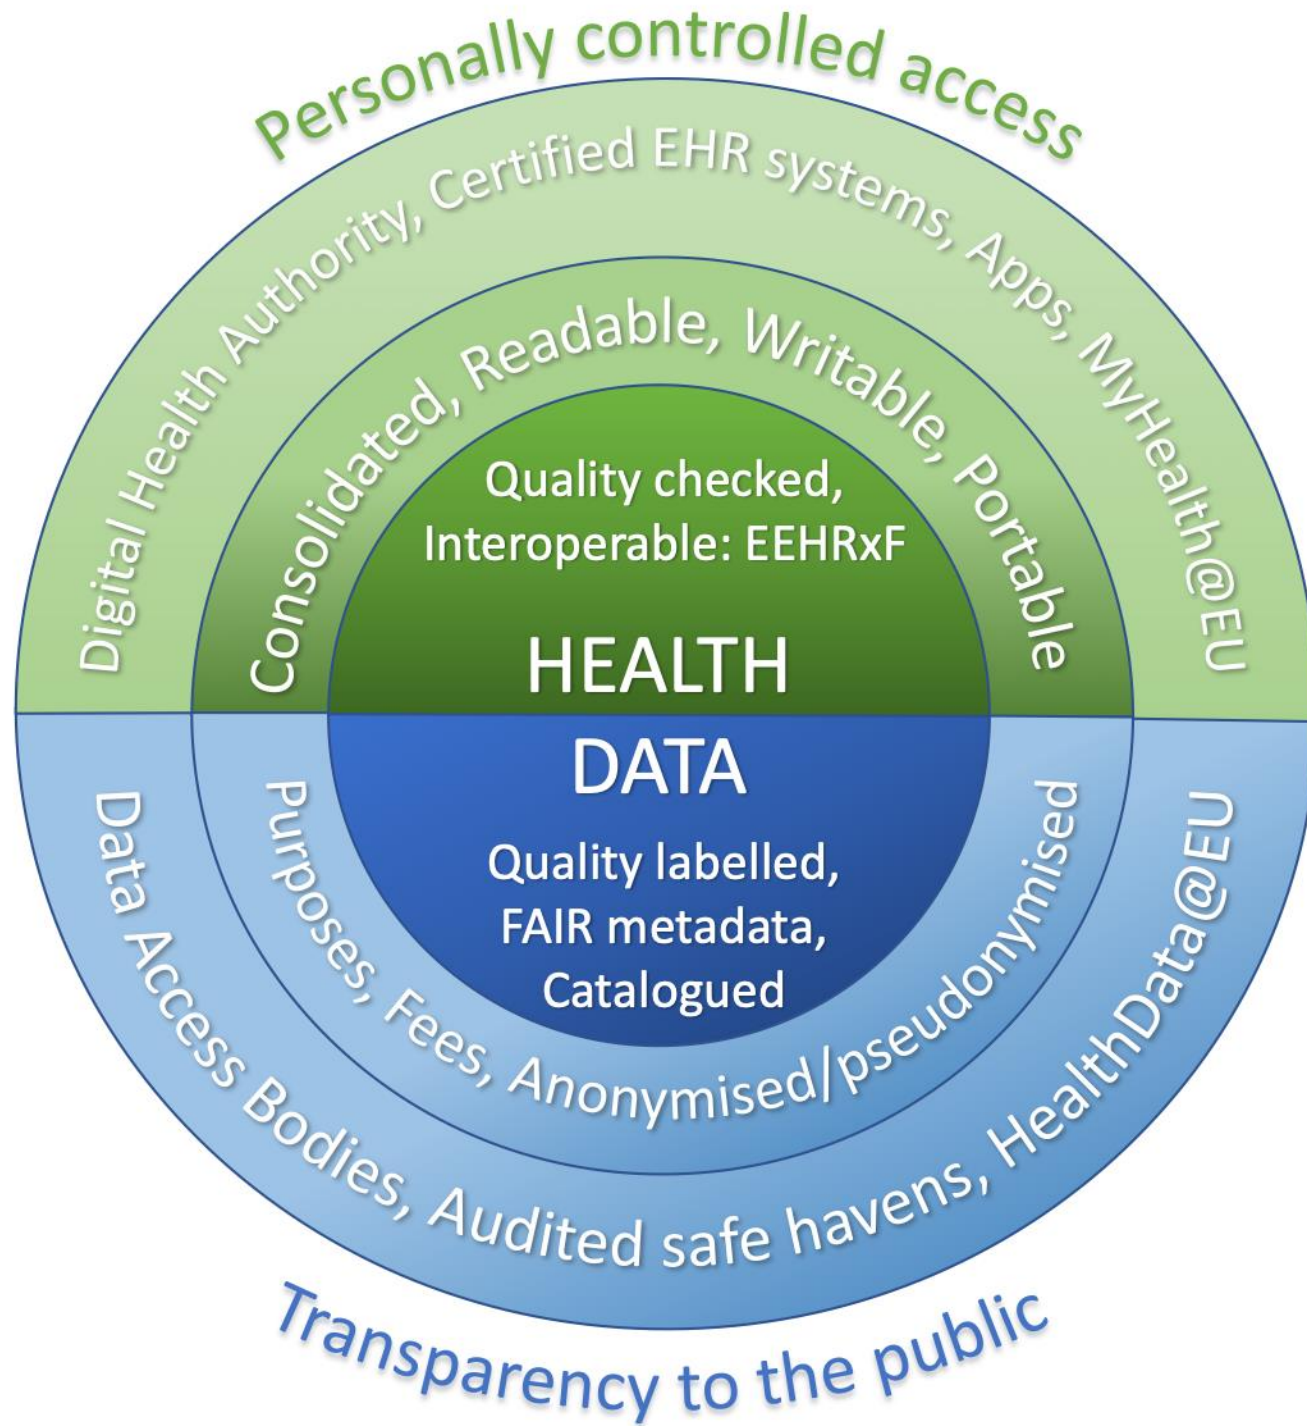 Personally controlled access
Digital Health Authority, Certified EHR systems, Apps, MyHealth@EU
Consolidated, Readable, Writable, Portable
Quality checked,
Interoperable: EEHRxF
HEALTH
DATA
Quality labelled,
FAIR metadata,
Catalogued
Purposes, Fees, Anonymised/pseudonymised
Data Access Bodies, Audited safe havens, HealthData@EU
Transparency to the public